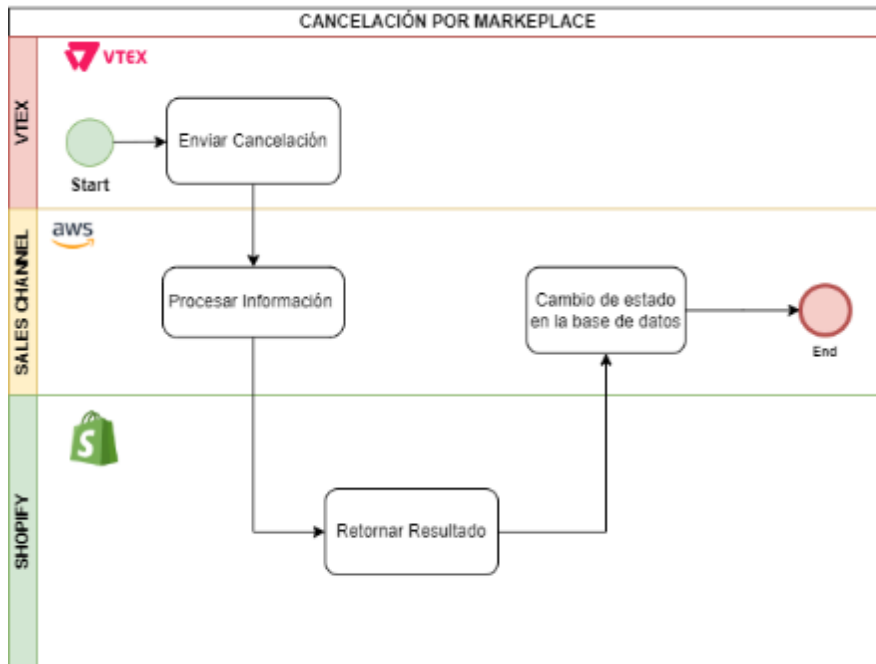 CANCELACIÓN POR MARKEPLACE
VTEX
VTEX
Enviar Cancelación
Start
SALES CHANNEL
aws
Procesar Información
Cambio de estado
en la base de datos
End
SHOPIFY
S
Retornar Resultado